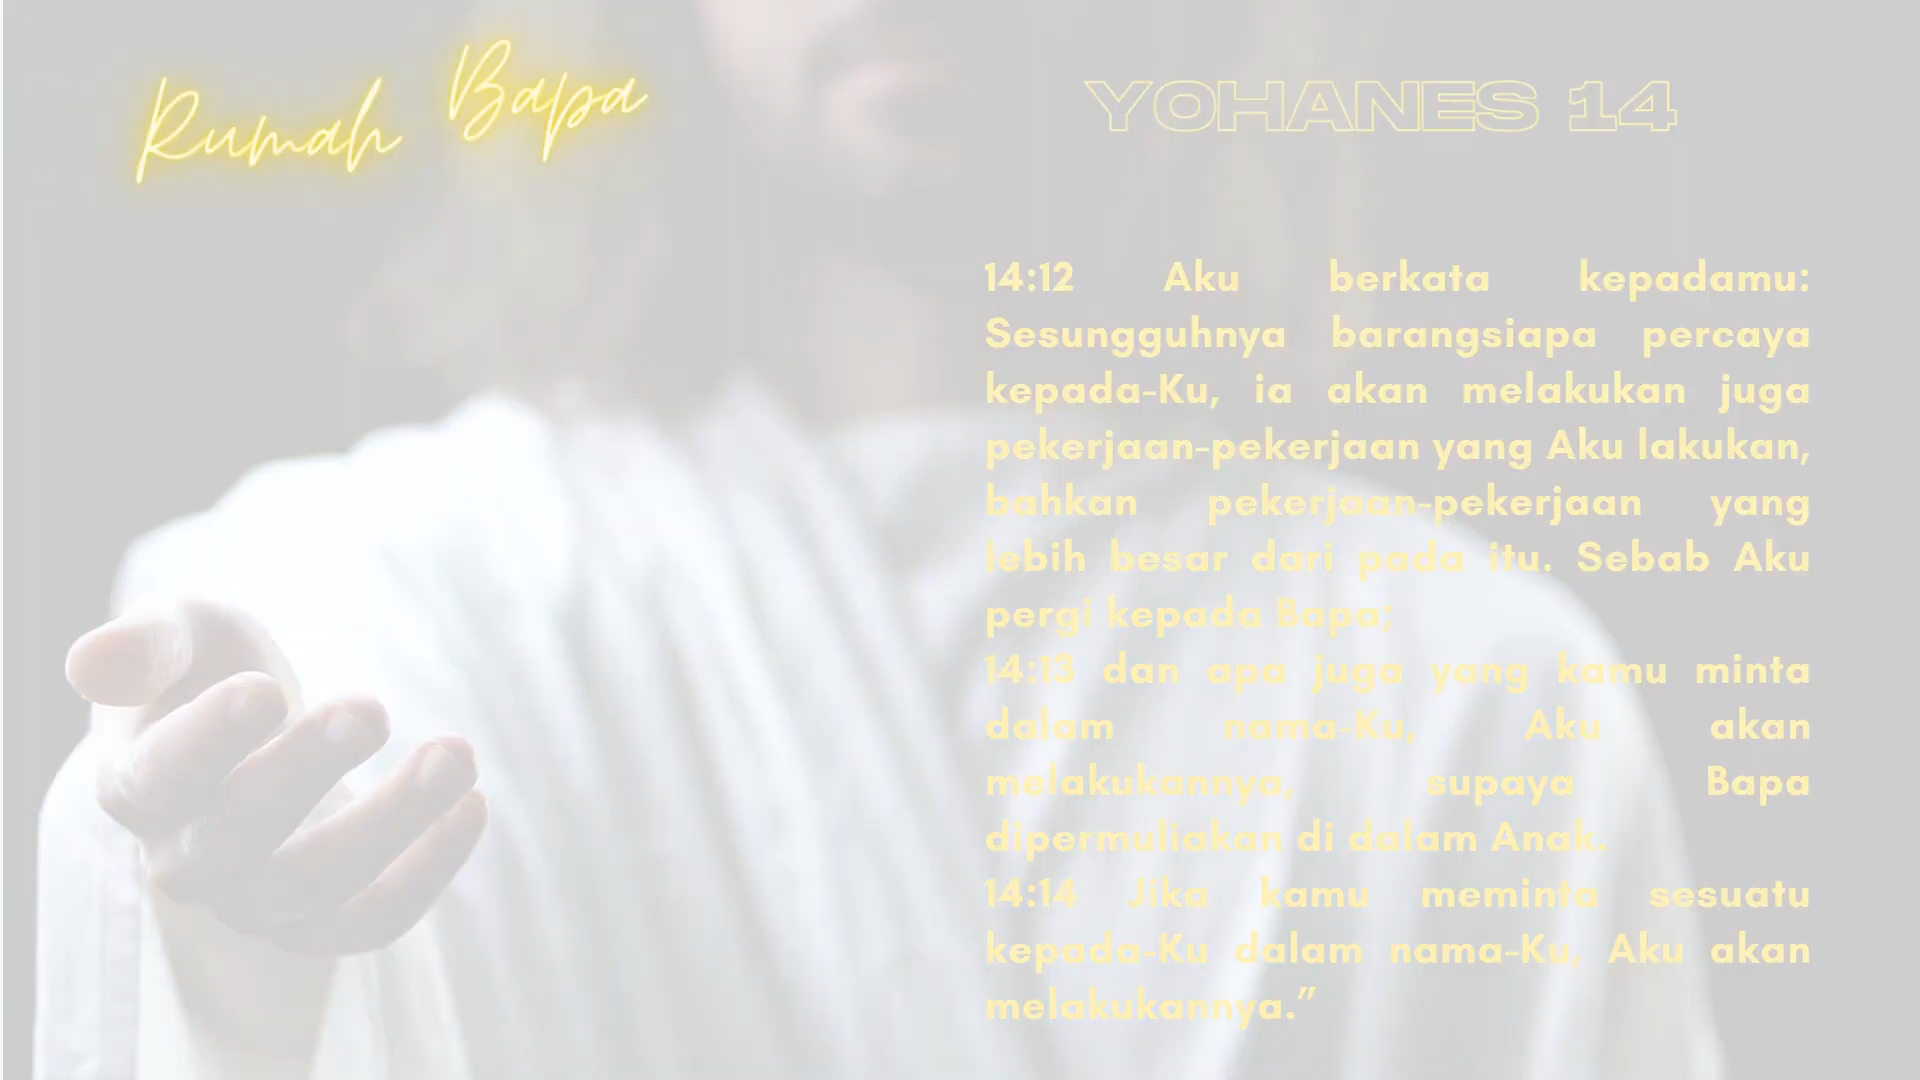 Rumah Bapa
YOHANES 14
14:12 Aku berkata kepadamu:
Sesungguhnya barangsiapa percaya
kepada-Ku, ia akan melakukan juga
pekerjaan-pekerjaan yang Aku lakukan,
bahkan pekerjaan-pekerjaan yang
lebih besar dari pada itu. Sebab Aku
pergi kepada Bapa;
14:13 dan apa juga yang kamu minta
dalam nama-Ku, Aku akan
melakukannya, supaya Bapa
dipermuliakan di dalam Anak.
14:14 Jika kamu meminta sesuatu
kepada-Ku dalam nama-Ku, Aku akan
melakukannya.”